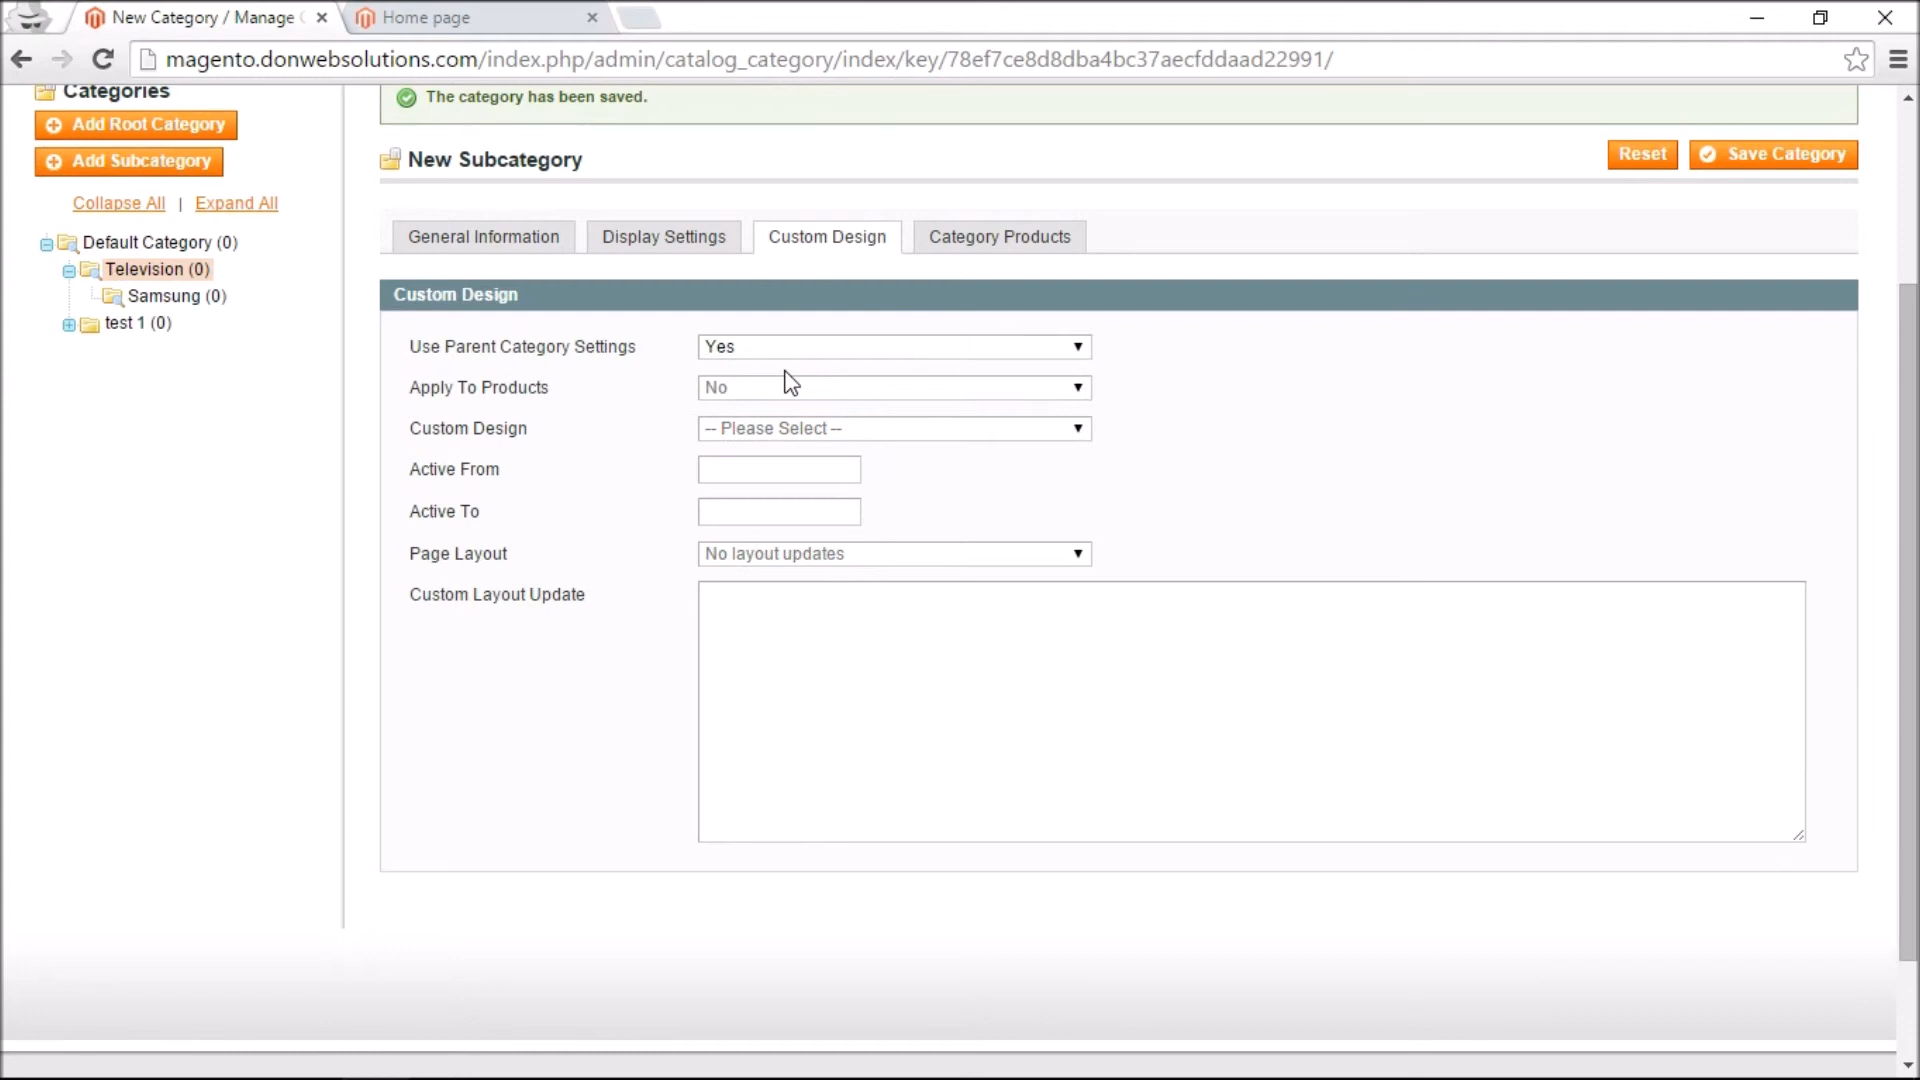 New Category / Manage
Home page
magento.donwebsolutions.com/index.php/admin/catalog_category/index/key/78ef7ce8d8dba4bc37aecfddaad22991/
Categories
The category has been saved.
Add Root Category
Add Subcategory
New Subcategory
Reset
Save Category
Collapse All | Expand All
General Information
Display Settings
Custom Design
Category Products
Default Category (0)
Television (0)
Samsung (0)
test 1 (0)
Custom Design
Use Parent Category Settings
Yes
Apply To Products
No
Custom Design
-- Please Select --
Active From
Active To
Page Layout
No layout updates
Custom Layout Update